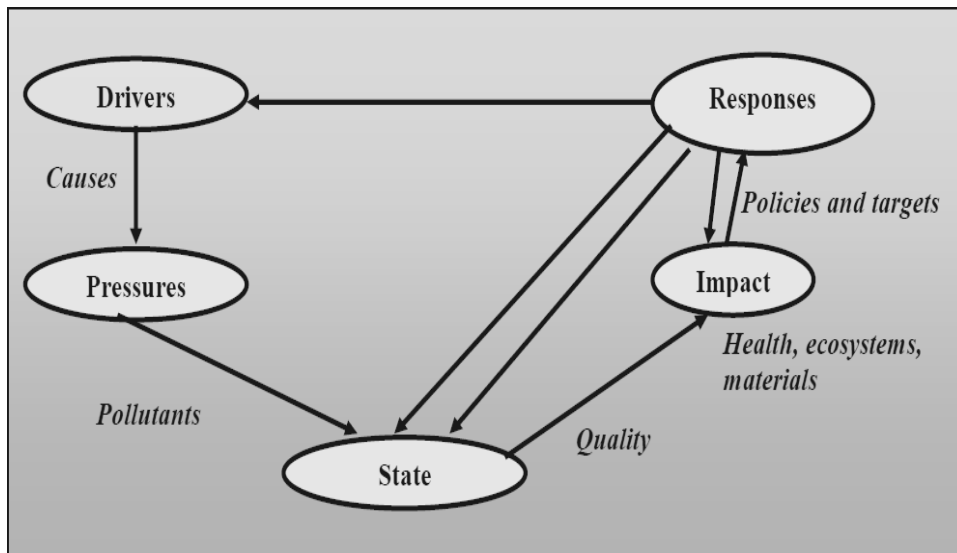 Drivers
Responses
Causes
Policies and targets
Pressures
Impact
Health, ecosystems,
materials
Pollutants
Quality
State